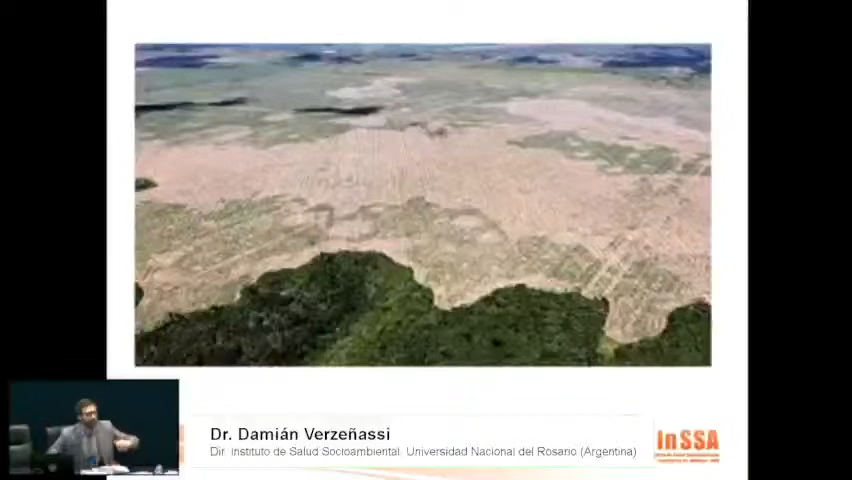 Dr. Damián Verzeñassi
Dir. Instituto de Salud Socioambiental. Universidad Nacional del Rosario (Argentina)
InSSA